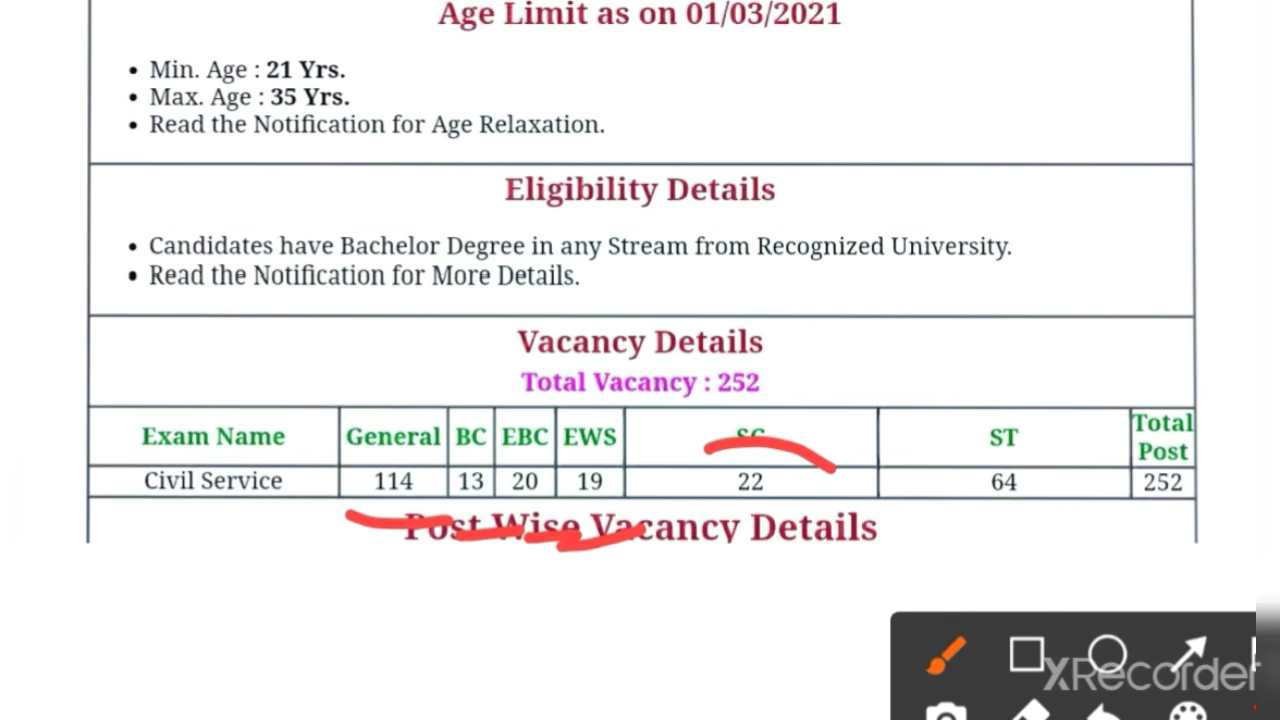 Age Limit as on 01/03/2021
• Min. Age : 21 Yrs.
• Max. Age : 35 Yrs.
• Read the Notification for Age Relaxation.
Eligibility Details
• Candidates have Bachelor Degree in any Stream from Recognized University.
• Read the Notification for More Details.
Vacancy Details
Total Vacancy : 252
Exam Name General BC EBC EWS SC ST Total Post
Civil Service 114 13 20 19 22 64 252
Post Wise Vacancy Details
XRecorder